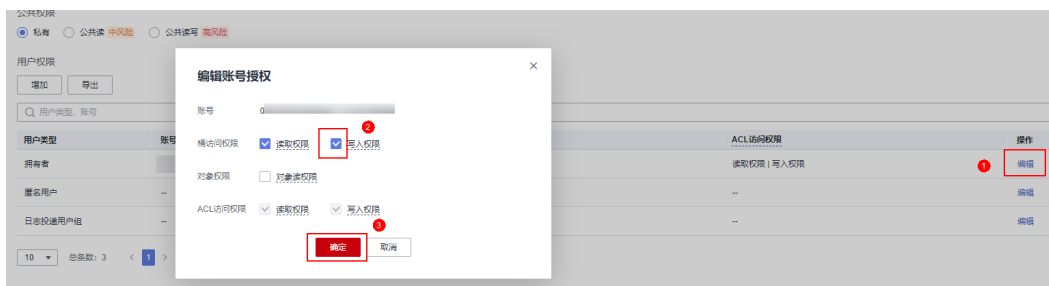 公共权限
私有 公共读 中风险 公共读写 高风险
用户权限
增加 导出
用户类型、账号
用户类型 账号 ACL访问权限 操作
拥有者 读取权限 | 写入权限 1 编辑
匿名用户 -- -- 编辑
日志投递用户组 -- -- 编辑
10 总条数：3 < 1 >
编辑账号授权 ×
账号 0
2
桶访问权限 读取权限 写入权限
对象权限 对象读权限
ACL访问权限 读取权限 写入权限
3
确定 取消